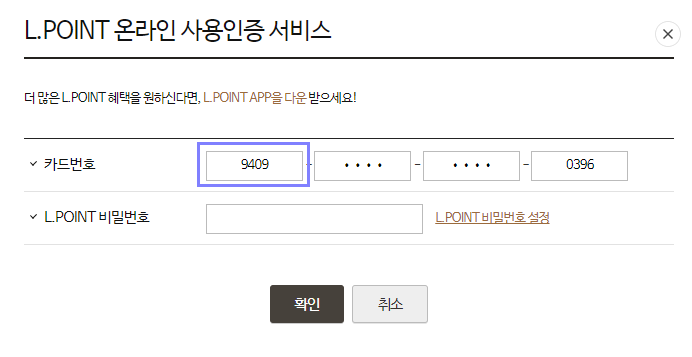 L.POINT 온라인 사용인증 서비스
더 많은 L.POINT 혜택을 원하신다면, L.POINT APP을 다운 받으세요!
카드번호 9409 - •••• - •••• - 0396
L.POINT 비밀번호 L.POINT 비밀번호 설정
확인 취소